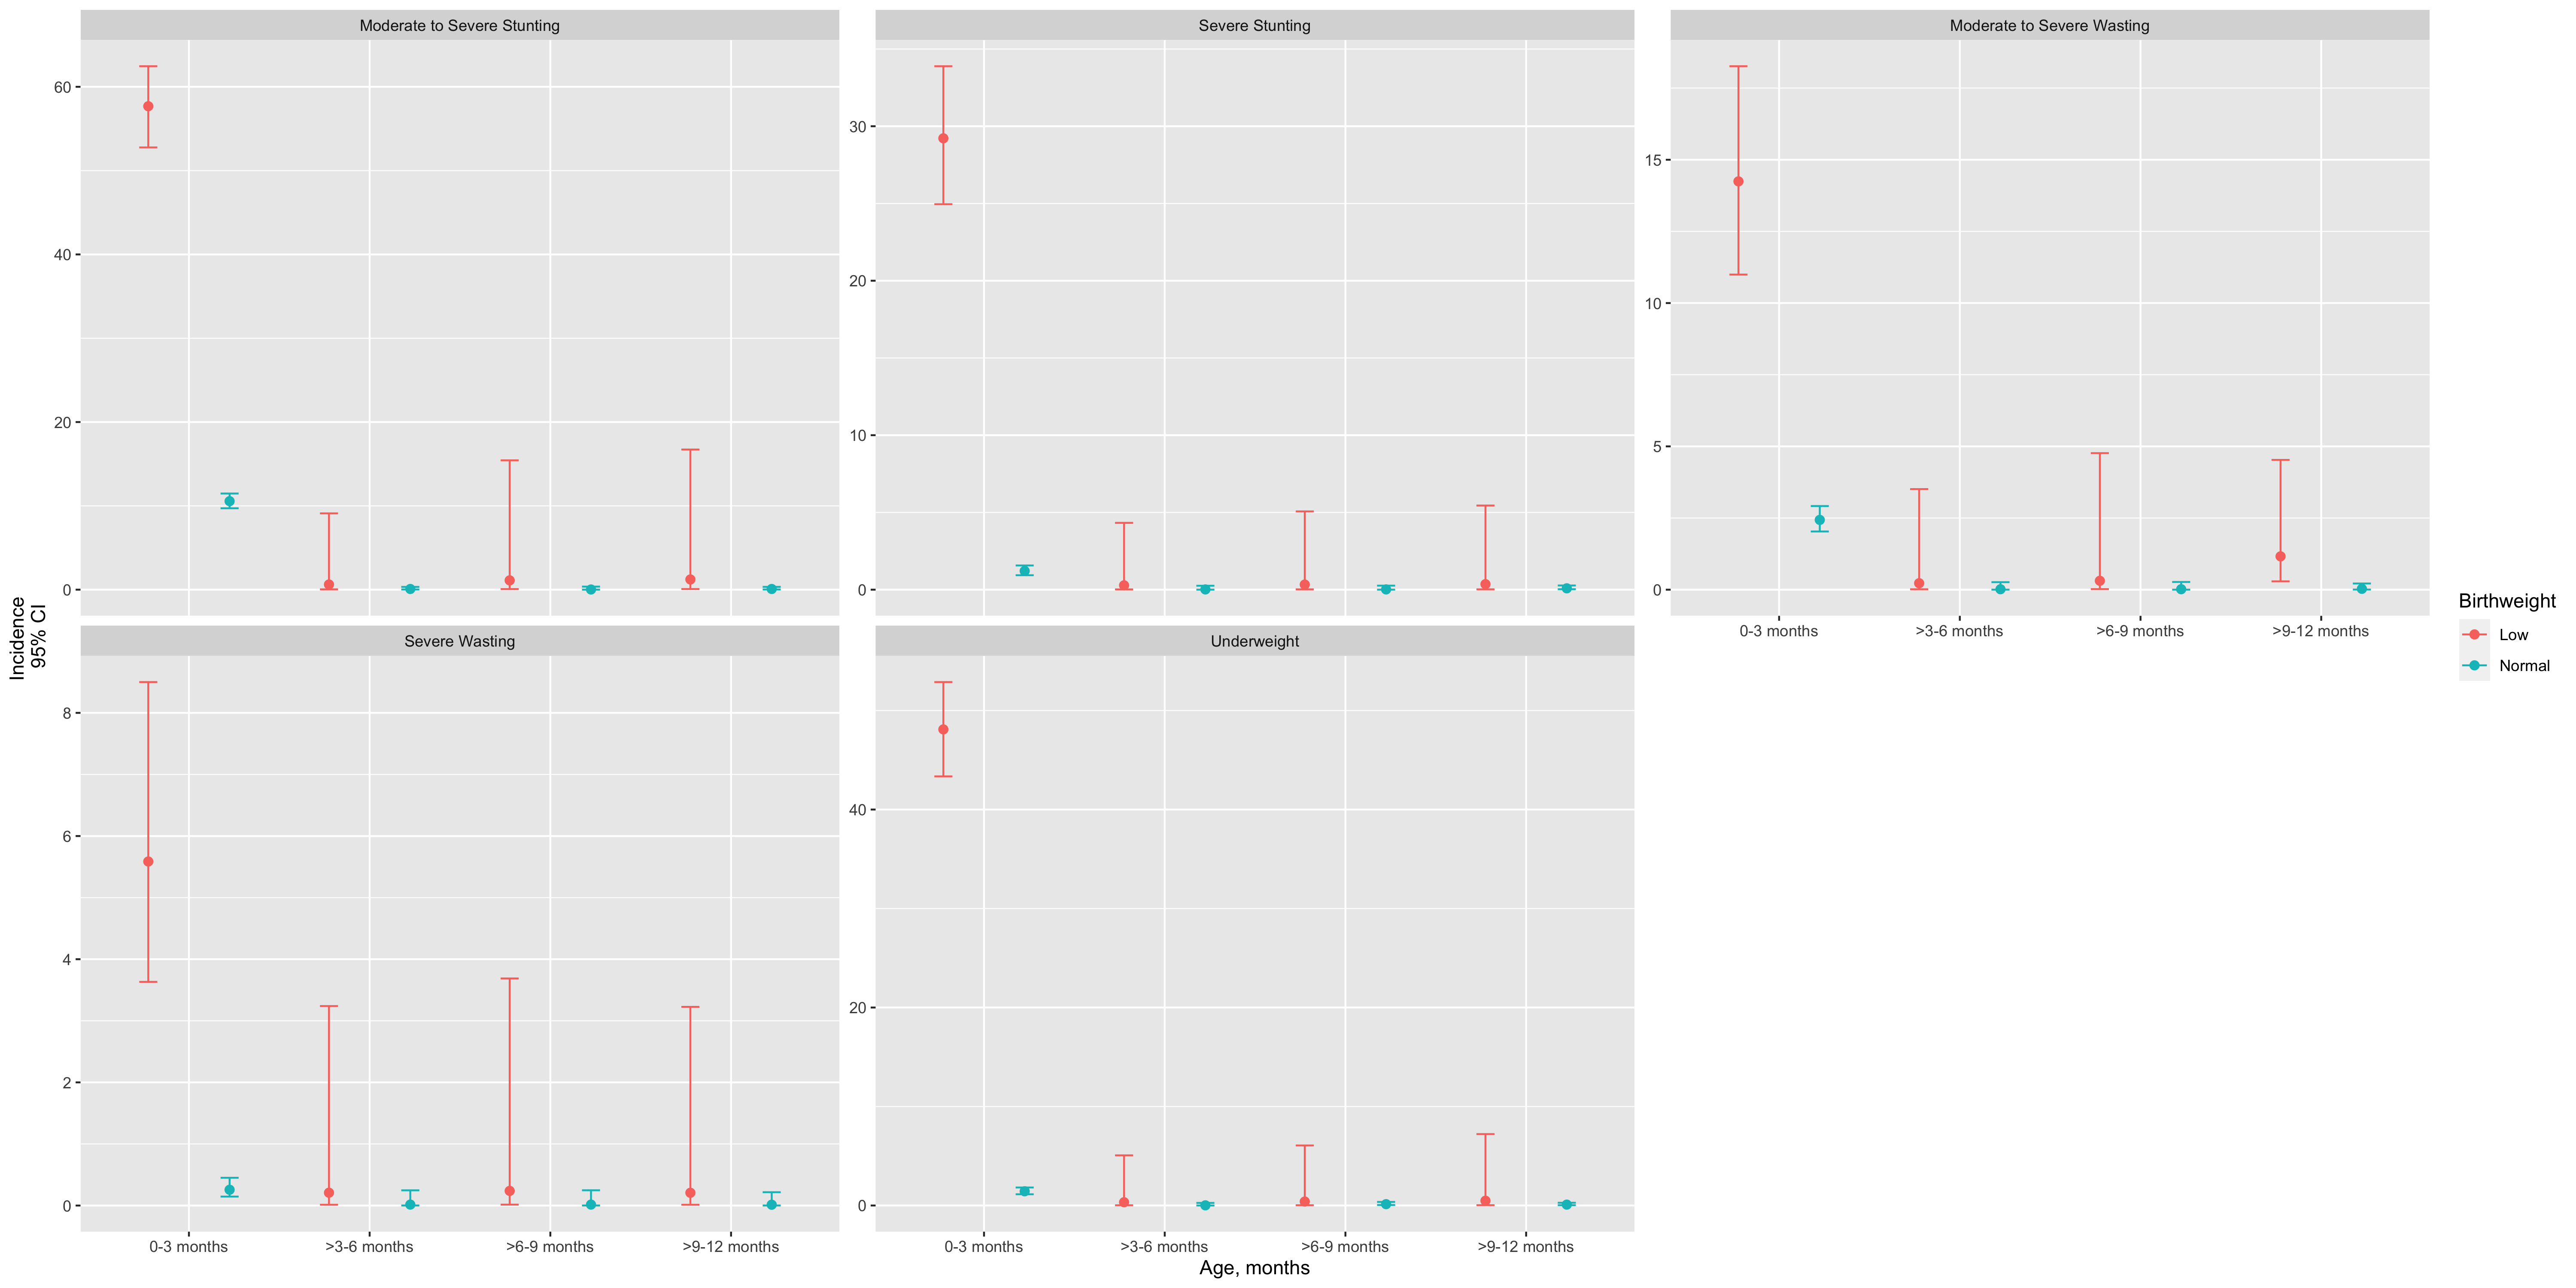 Moderate to Severe Stunting
Severe Stunting
Moderate to Severe Wasting
60
40
20
0
30
20
10
0
15
10
5
0
0-3 months
>3-6 months
>6-9 months
>9-12 months
Incidence
95% CI
Severe Wasting
Underweight
8
6
4
2
0
40
20
0
0-3 months
>3-6 months
>6-9 months
>9-12 months
0-3 months
>3-6 months
>6-9 months
>9-12 months
Age, months
Birthweight
Low
Normal